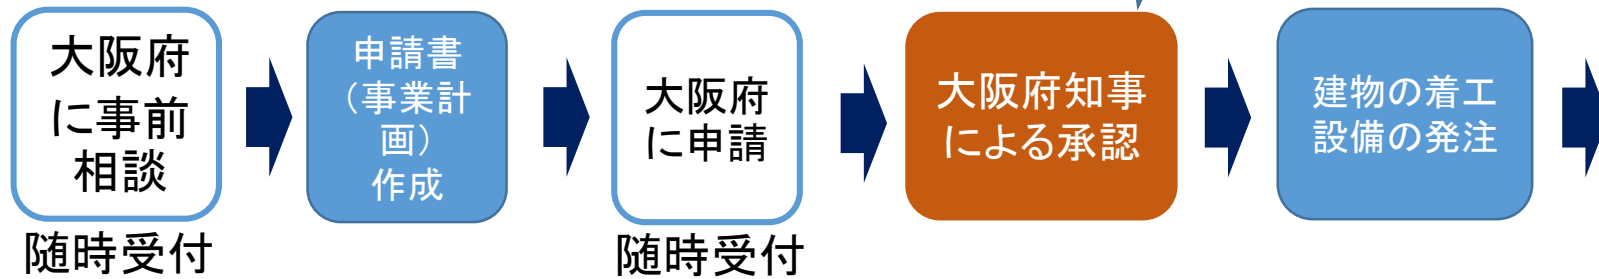 大阪府
に事前
相談
随時受付
申請書
（事業計
画）
作成
大阪府
に申請
随時受付
大阪府知事
による承認
建物の着工
設備の発注